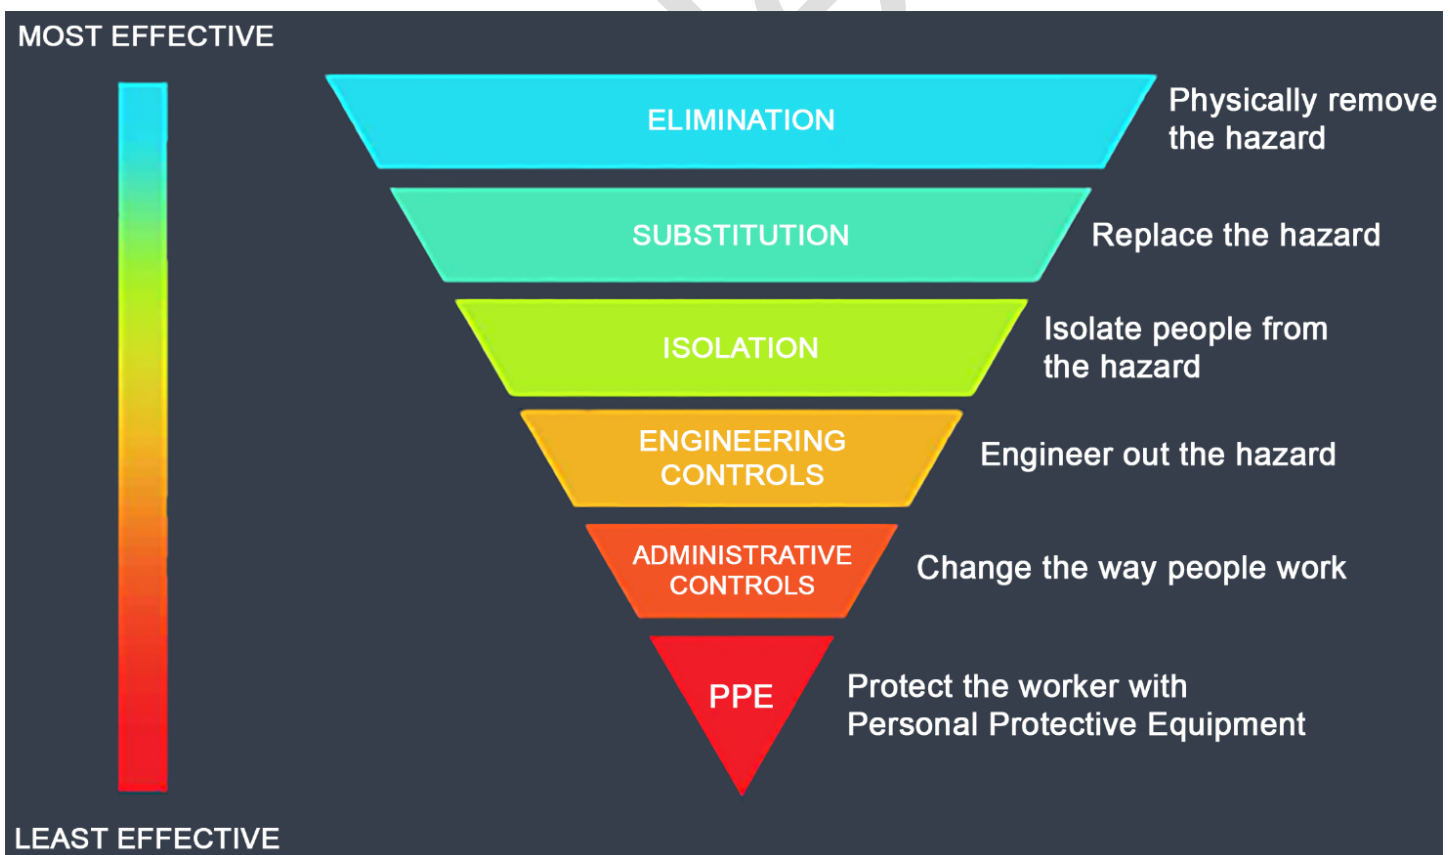 MOST EFFECTIVE
ELIMINATION
Physically remove
the hazard
SUBSTITUTION
Replace the hazard
ISOLATION
Isolate people from
the hazard
ENGINEERING
CONTROLS
Engineer out the hazard
ADMINISTRATIVE
CONTROLS
Change the way people work
PPE
Protect the worker with
Personal Protective Equipment
LEAST EFFECTIVE